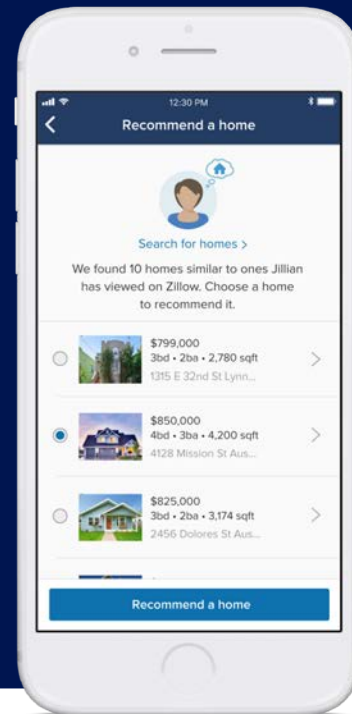 12:30 PM
Recommend a home
Search for homes >
We found 10 homes similar to ones Jillian
has viewed on Zillow. Choose a home
to recommend it.
$799,000
3bd • 2ba • 2,780 sqft
1315 E 32nd St Lynn...
$850,000
4bd • 3ba • 4,200 sqft
4128 Mission St Aus...
$825,000
3bd • 2ba • 3,174 sqft
2456 Dolores St Aus...
Recommend a home